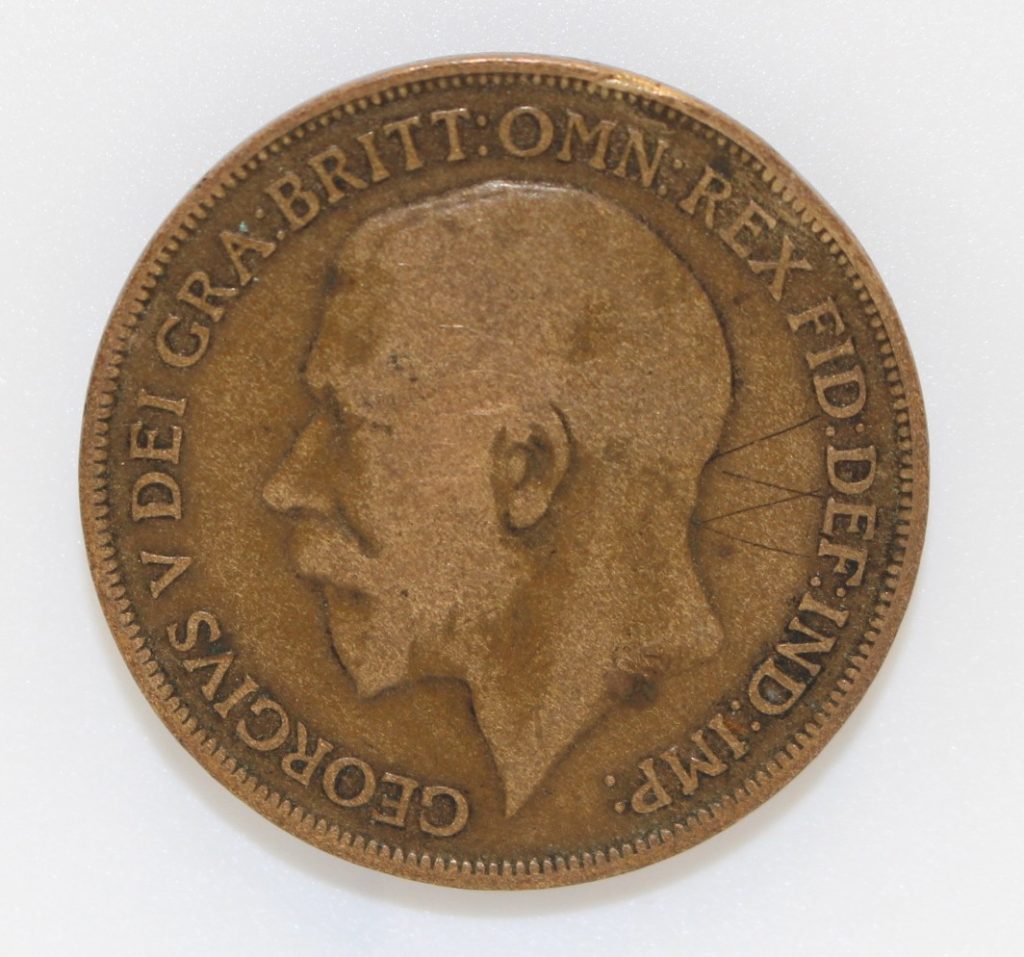 GEORGIVS V DEI GRA: BRITT: OMN: REX FID: DEF: IND: IMP: